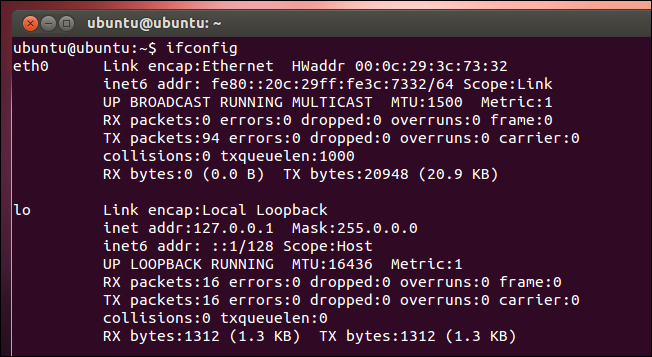 ubuntu@ubuntu: ~
ubuntu@ubuntu:~$ ifconfig
eth0      Link encap:Ethernet  HWaddr 00:0c:29:3c:73:32
          inet6 addr: fe80::20c:29ff:fe3c:7332/64 Scope:Link
          UP BROADCAST RUNNING MULTICAST  MTU:1500  Metric:1
          RX packets:0 errors:0 dropped:0 overruns:0 frame:0
          TX packets:94 errors:0 dropped:0 overruns:0 carrier:0
          collisions:0 txqueuelen:1000
          RX bytes:0 (0.0 B)  TX bytes:20948 (20.9 KB)

lo        Link encap:Local Loopback
          inet addr:127.0.0.1  Mask:255.0.0.0
          inet6 addr: ::1/128 Scope:Host
          UP LOOPBACK RUNNING  MTU:16436  Metric:1
          RX packets:16 errors:0 dropped:0 overruns:0 frame:0
          TX packets:16 errors:0 dropped:0 overruns:0 carrier:0
          collisions:0 txqueuelen:0
          RX bytes:1312 (1.3 KB)  TX bytes:1312 (1.3 KB)